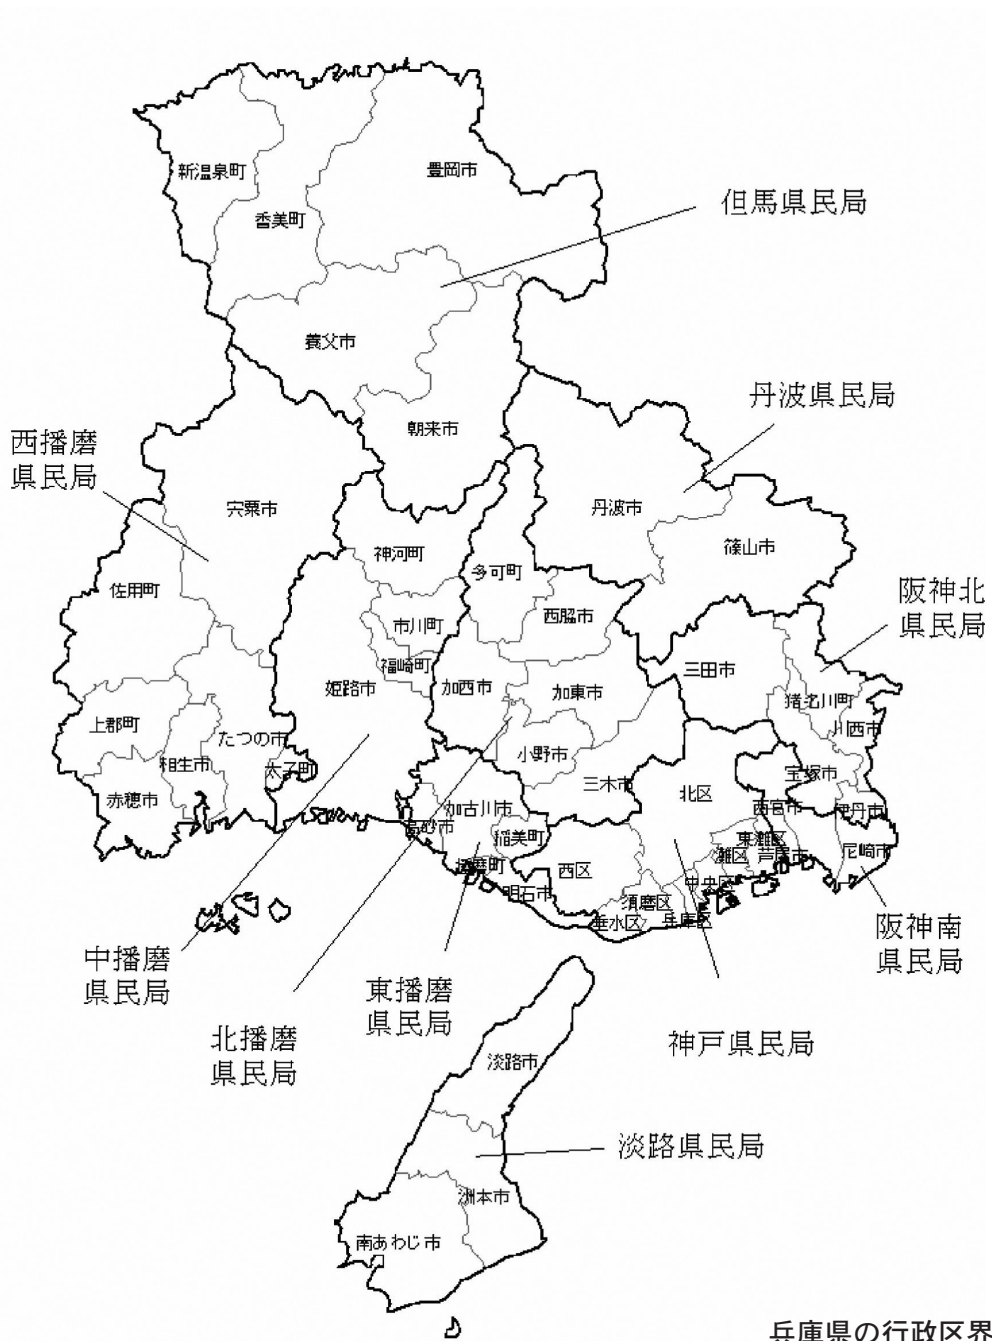 新温泉町
豊岡市
香美町
但馬県民局
養父市
朝来市
丹波県民局
西播磨
県民局
宍粟市
丹波市
篠山市
神河町
多可町
佐用町
西脇市
阪神北
県民局
市川町
福崎町
姫路市
加西市
加東市
三田市
猪名川町
川西市
上郡町
たつの市
相生市
太子町
赤穂市
小野市
三木市
北区
宝塚市
西宮市
伊丹市
加古川市
高砂市
稲美町
播磨町
東灘区
灘区
芦屋市
尼崎市
西区
明石市
中央区
須磨区
垂水区
兵庫区
阪神南
県民局
中播磨
県民局
東播磨
県民局
北播磨
県民局
神戸県民局
淡路市
淡路県民局
洲本市
南あわじ市
兵庫県の行政区界